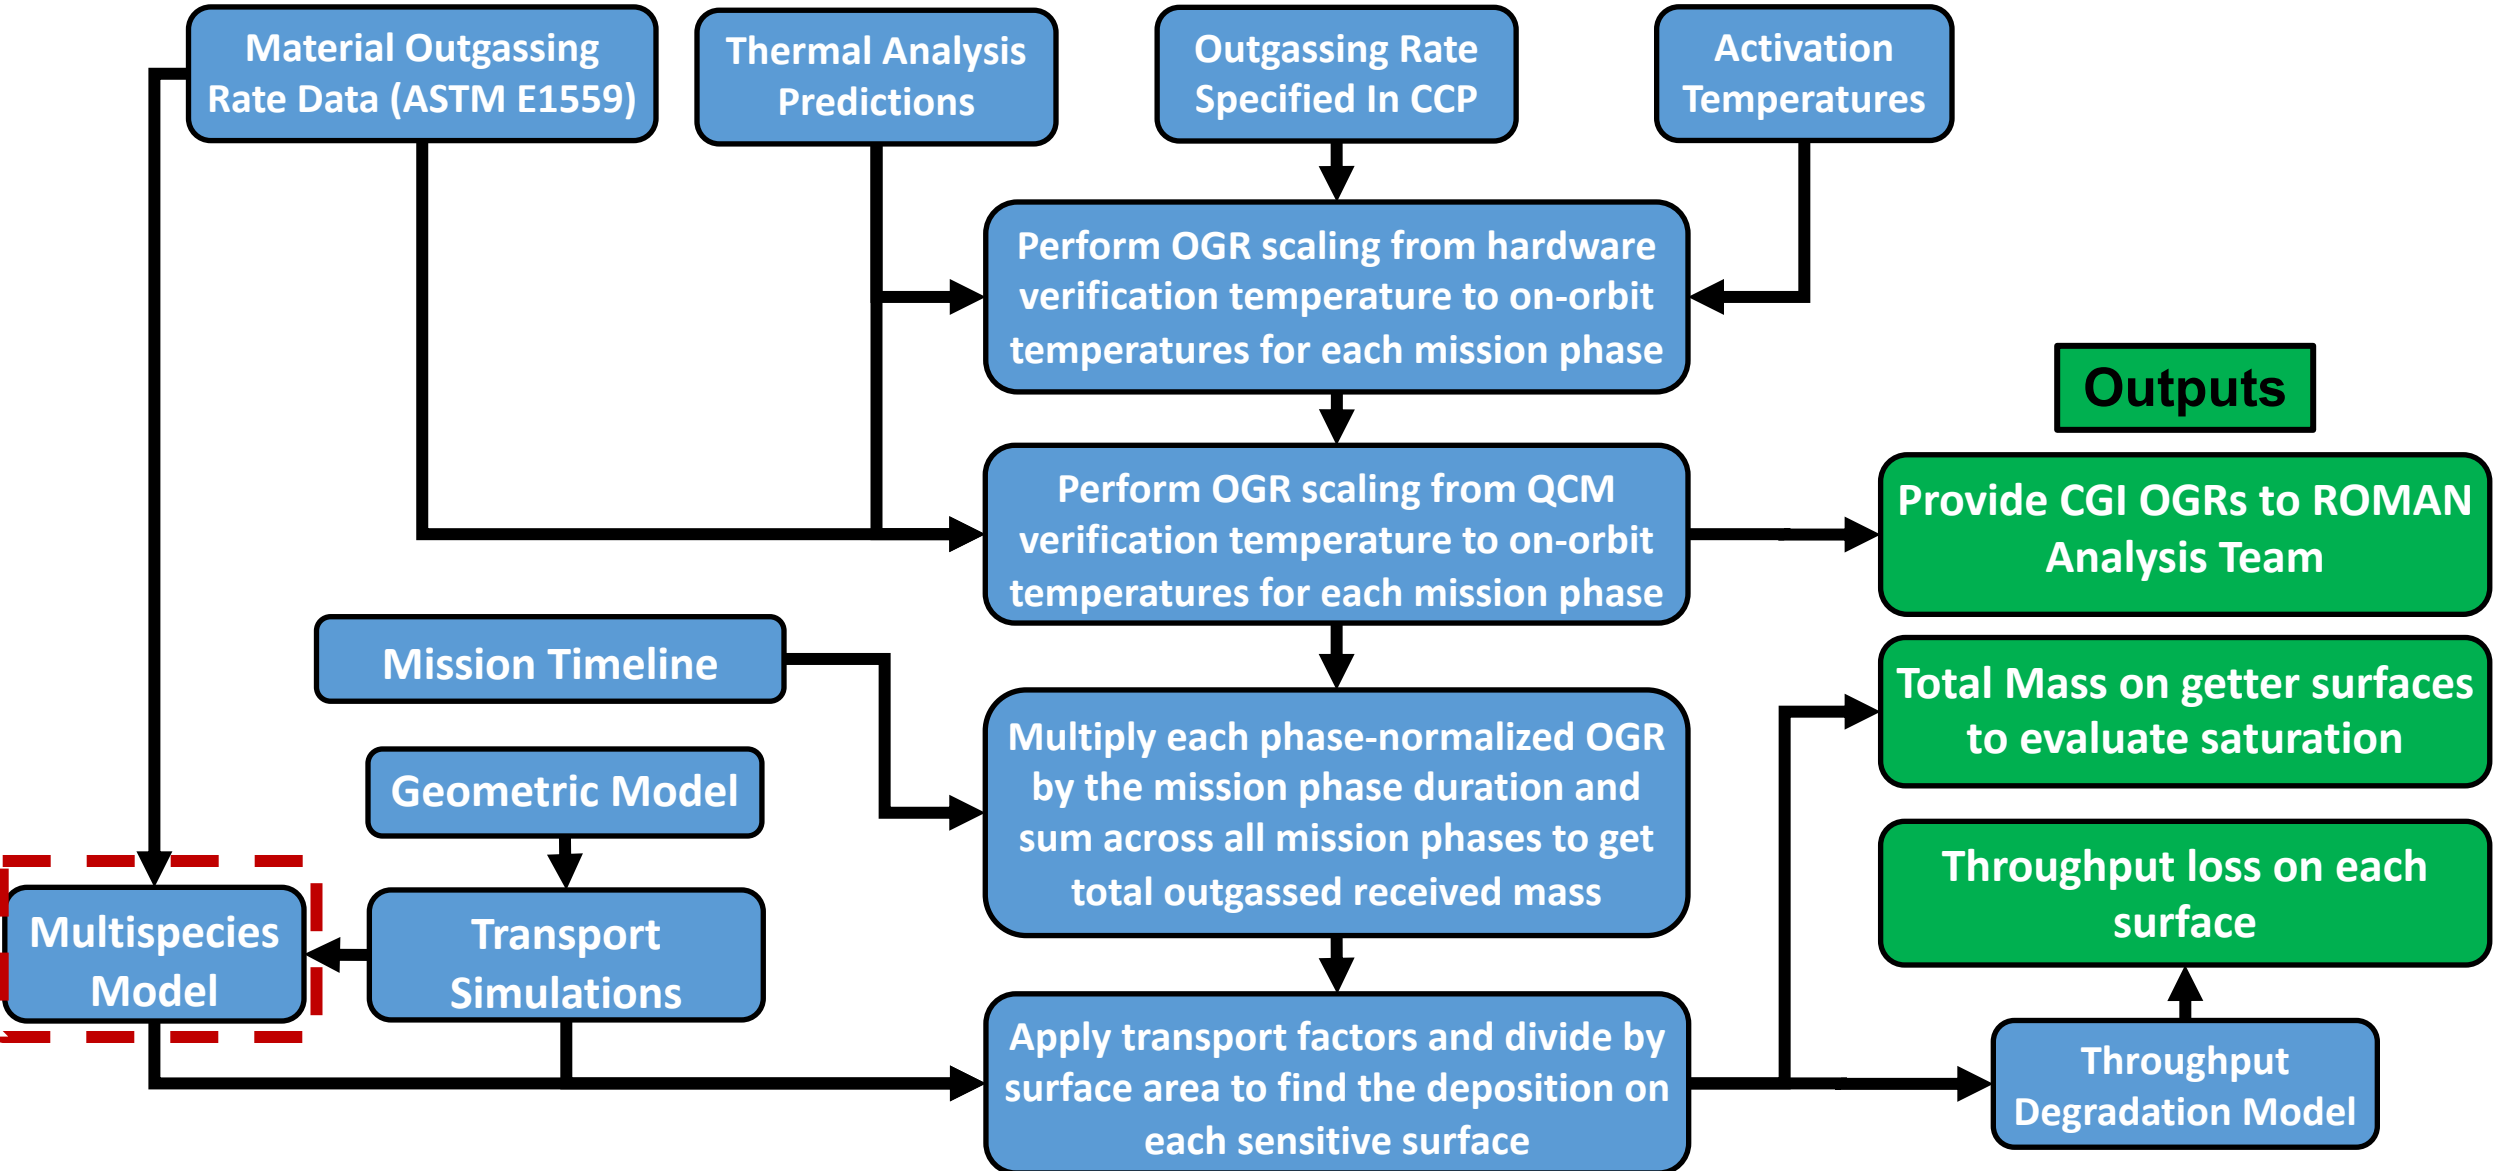 Material Outgassing
Rate Data (ASTM E1559)
Thermal Analysis
Predictions
Outgassing Rate
Specified In CCP
Activation
Temperatures
Perform OGR scaling from hardware
verification temperature to on-orbit
temperatures for each mission phase
Outputs
Perform OGR scaling from QCM
verification temperature to on-orbit
temperatures for each mission phase
Provide CGI OGRs to ROMAN
Analysis Team
Mission Timeline
Total Mass on getter surfaces
to evaluate saturation
Multiply each phase-normalized OGR
by the mission phase duration and
sum across all mission phases to get
total outgassed received mass
Geometric Model
Throughput loss on each
surface
Multispecies
Model
Transport
Simulations
Apply transport factors and divide by
surface area to find the deposition on
each sensitive surface
Throughput
Degradation Model